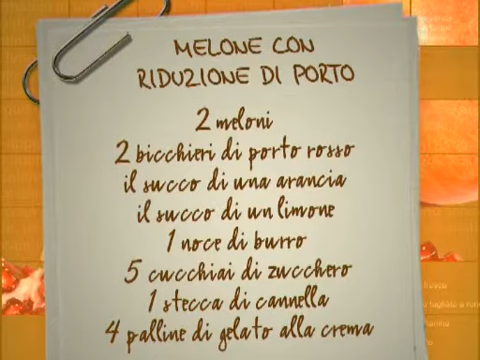 MELONE CON
RIDUZIONE DI PORTO
2 meloni
2 bicchieri di porto rosso
il succo di una arancia
il succo di un limone
1 noce di burro
5 cucchiai di zucchero
1 stecca di cannella
4 palline di gelato alla crema